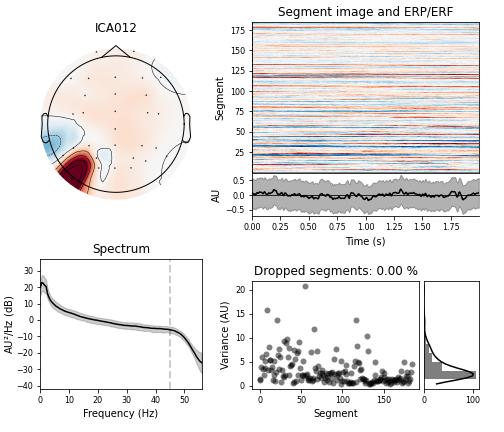 ICA012
Segment image and ERP/ERF
Segment
175
150
125
100
75
50
25
AU
0.5
0.0
−0.5
0.00 0.25 0.50 0.75 1.00 1.25 1.50 1.75
Time (s)
Spectrum
AU²/Hz (dB)
30
20
10
0
−10
−20
−30
−40
0 10 20 30 40 50
Frequency (Hz)
Dropped segments: 0.00 %
Variance (AU)
20
15
10
5
0
0 50 100 150
Segment
0 100